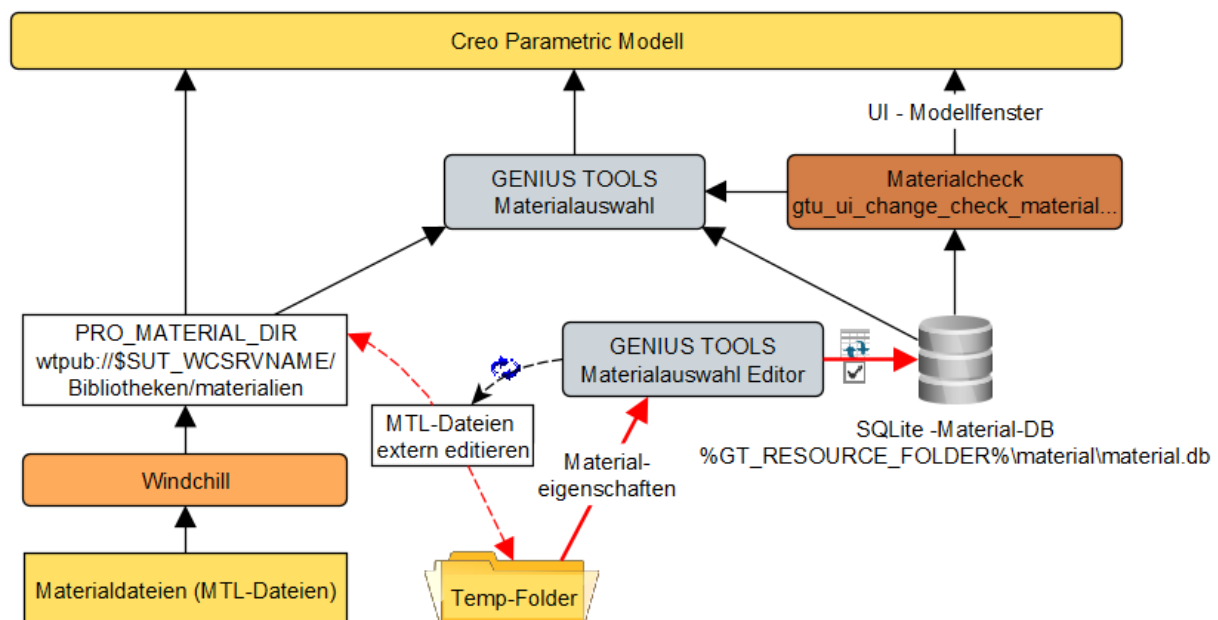 Creo Parametric Modell
UI - Modellfenster
GENIUS TOOLS
Materialauswahl
Materialcheck
gtu_ui_change_check_material...
PRO_MATERIAL_DIR
wtpub://$SUT_WCSRVNAME/
Bibliotheken/materialien
GENIUS TOOLS
Materialauswahl Editor
MTL-Dateien
extern editieren
SQLite -Material-DB
%GT_RESOURCE_FOLDER%\material\material.db
Material-
eigenschaften
Windchill
Materialdateien (MTL-Dateien)
Temp-Folder